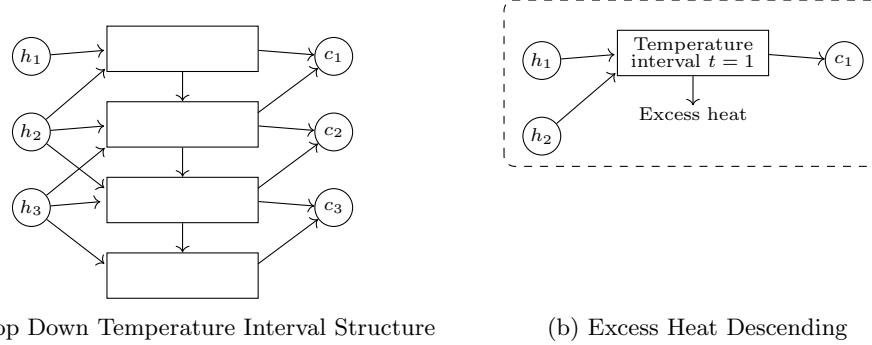 h1
h2
h3
c1
c2
c3
op Down Temperature Interval Structure
h1
h2
Temperature
interval t = 1
c1
Excess heat
(b) Excess Heat Descending